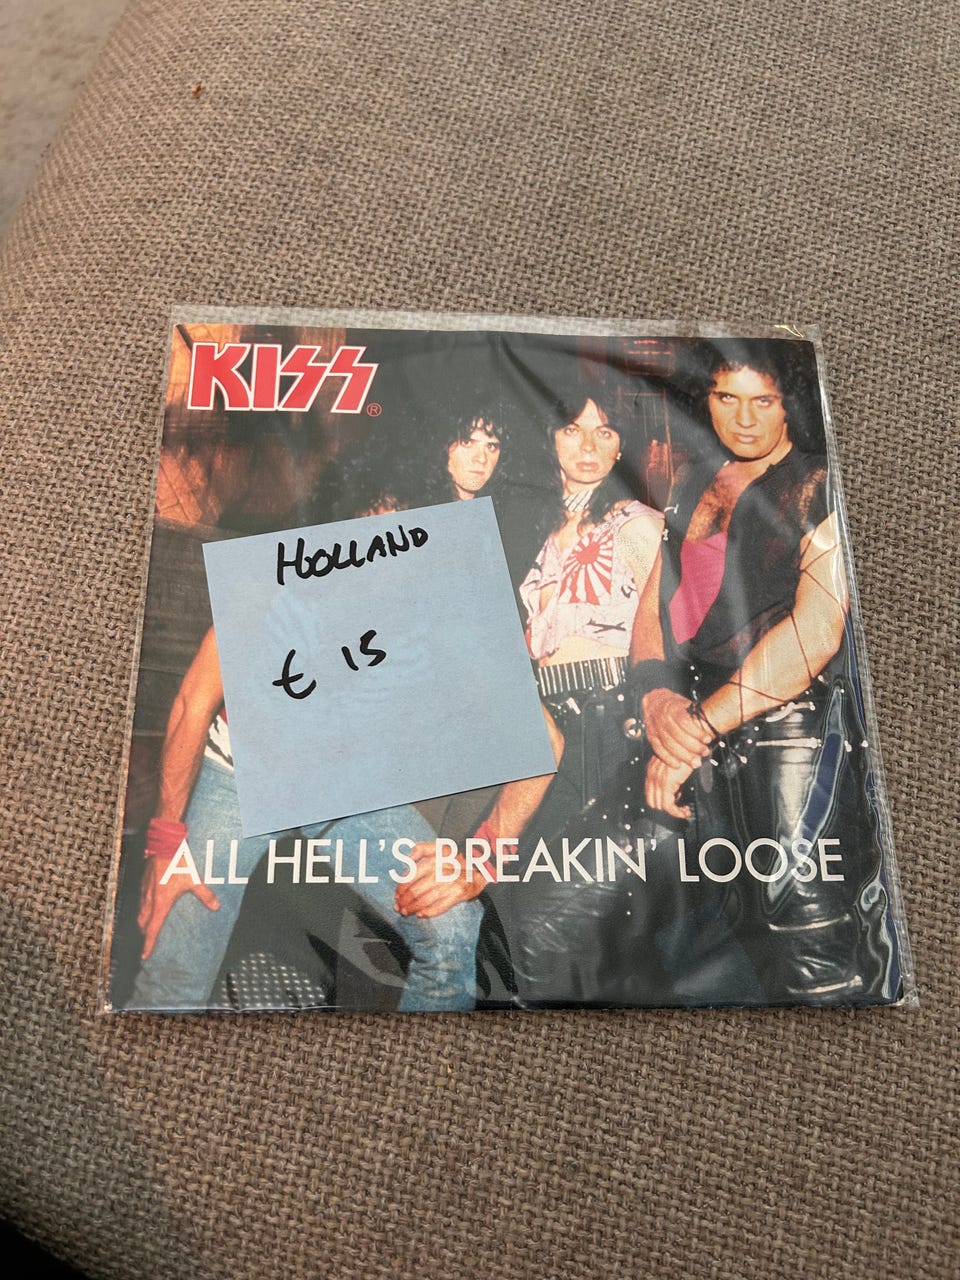 KISS®
HOLLAND
€ 15
ALL HELL'S BREAKIN' LOOSE